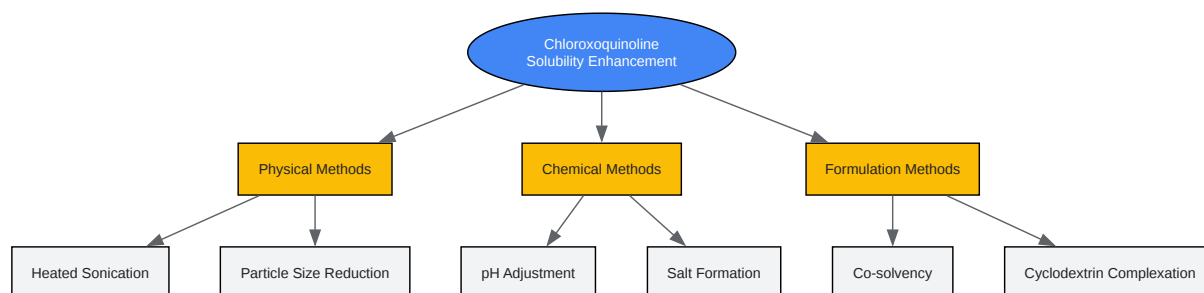 Chloroxoquinoline
Solubility Enhancement
Physical Methods
Chemical Methods
Formulation Methods
Heated Sonication
Particle Size Reduction
pH Adjustment
Salt Formation
Co-solvency
Cyclodextrin Complexation